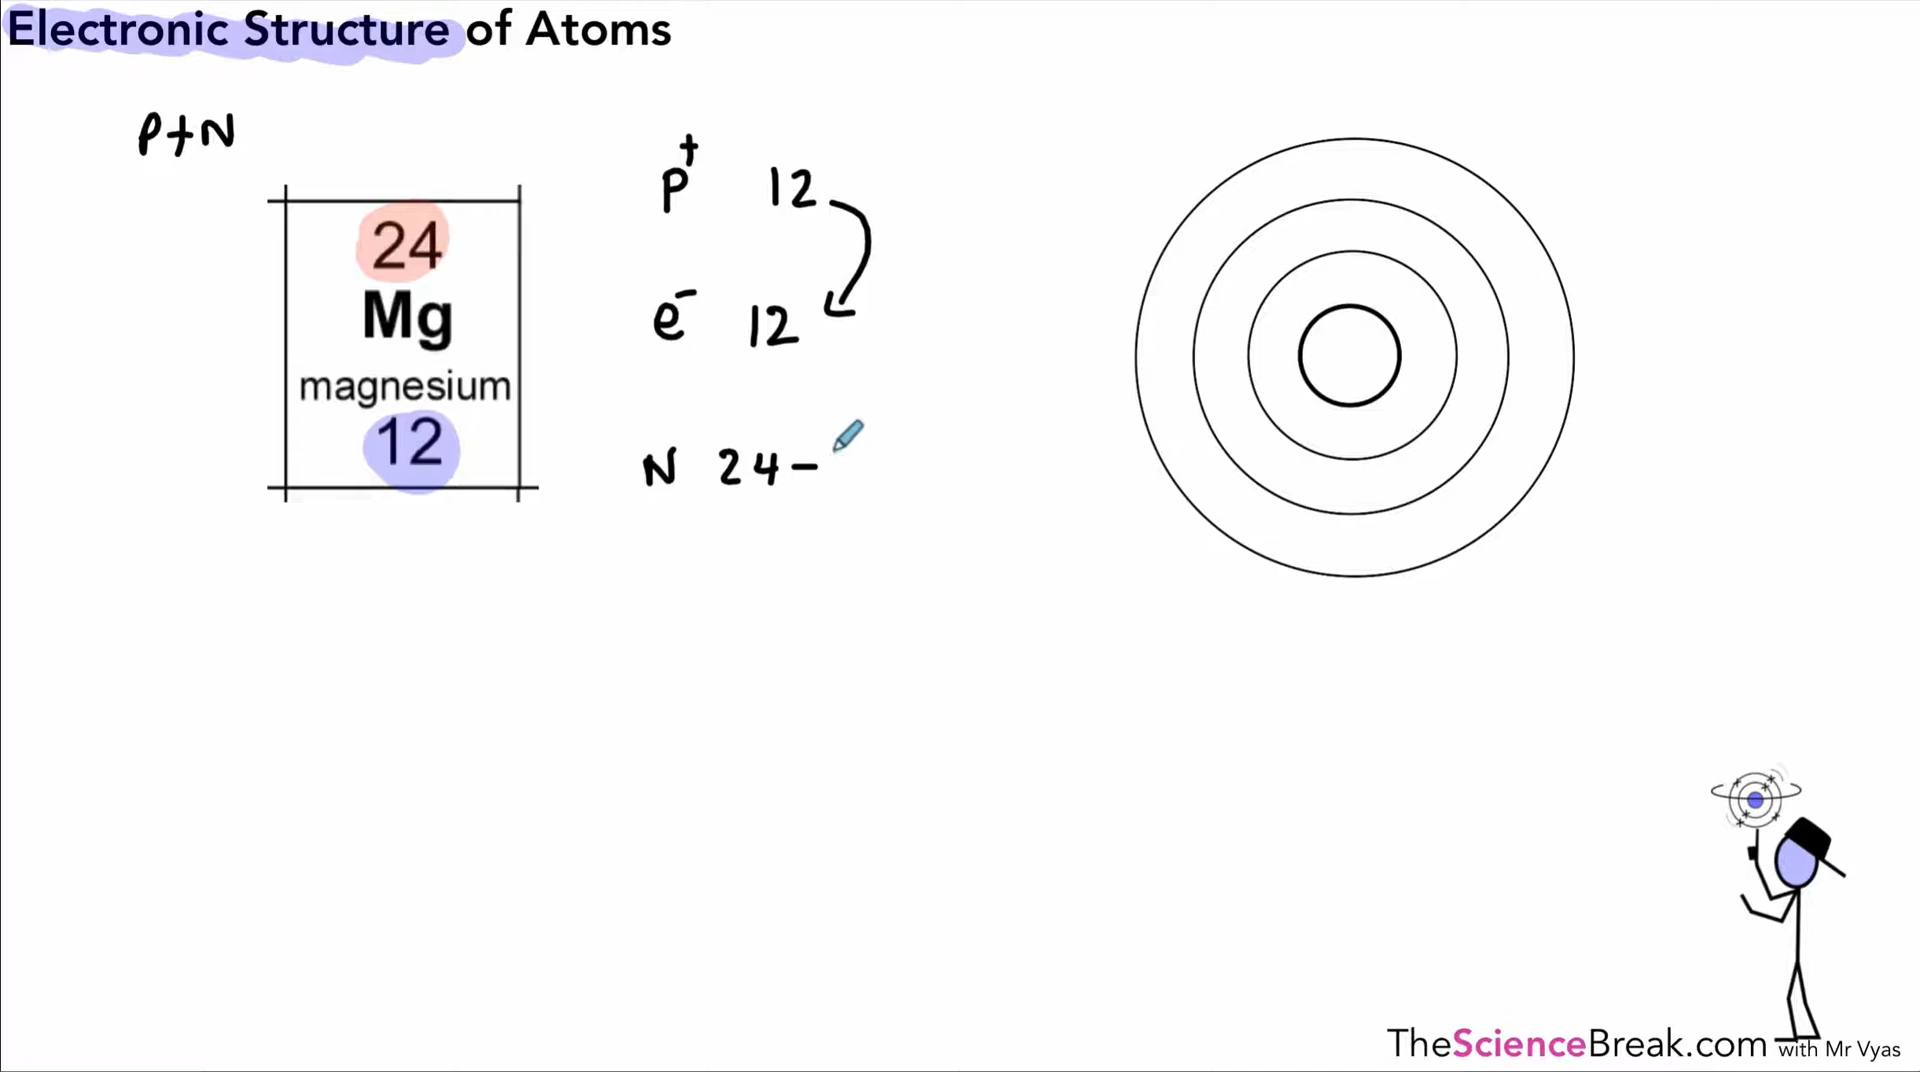 Electronic Structure of Atoms
P+N
24
Mg
magnesium
12
P+ 12
e- 12
N 24-
TheScienceBreak.com with Mr Vyas